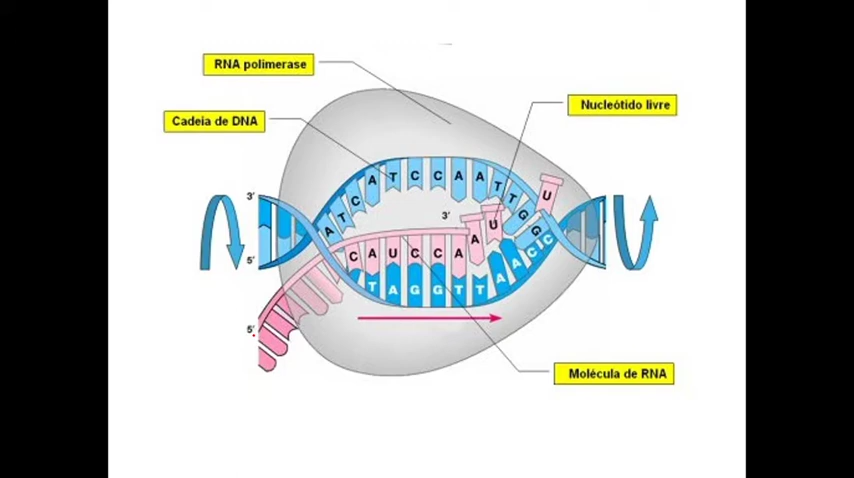 RNA polimerase
Nucleótido livre
Cadeia de DNA
A T C A T C C A A T T G G
U
3'
3'
C A U C C A A U
5'
T A G G T T A A C C
5'
Molécula de RNA